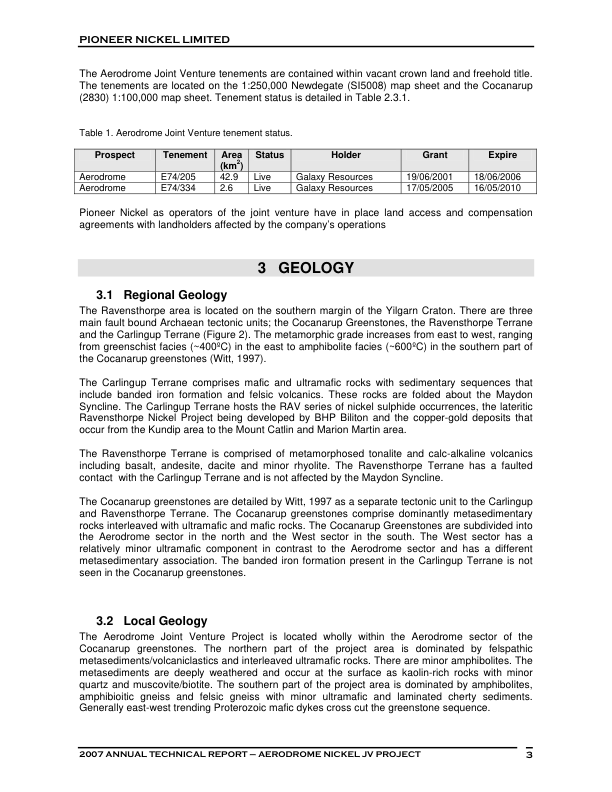 PIONEER NICKEL LIMITED
The Aerodrome Joint Venture tenements are contained within vacant crown land and freehold title.
The tenements are located on the 1:250,000 Newdegate (SI5008) map sheet and the Cocanarup
(2830) 1:100,000 map sheet. Tenement status is detailed in Table 2.3.1.
Table 1. Aerodrome Joint Venture tenement status.
Prospect Tenement Area (km²) Status Holder Grant Expire
Aerodrome E74/205 42.9 Live Galaxy Resources 19/06/2001 18/06/2006
Aerodrome E74/334 2.6 Live Galaxy Resources 17/05/2005 16/05/2010
Pioneer Nickel as operators of the joint venture have in place land access and compensation
agreements with landholders affected by the company's operations
3 GEOLOGY
3.1 Regional Geology
The Ravensthorpe area is located on the southern margin of the Yilgarn Craton. There are three
main fault bound Archaean tectonic units; the Cocanarup Greenstones, the Ravensthorpe Terrane
and the Carlingup Terrane (Figure 2). The metamorphic grade increases from east to west, ranging
from greenschist facies (~400ºC) in the east to amphibolite facies (~600ºC) in the southern part of
the Cocanarup greenstones (Witt, 1997).
The Carlingup Terrane comprises mafic and ultramafic rocks with sedimentary sequences that
include banded iron formation and felsic volcanics. These rocks are folded about the Maydon
Syncline. The Carlingup Terrane hosts the RAV series of nickel sulphide occurrences, the lateritic
Ravensthorpe Nickel Project being developed by BHP Biliton and the copper-gold deposits that
occur from the Kundip area to the Mount Catlin and Marion Martin area.
The Ravensthorpe Terrane is comprised of metamorphosed tonalite and calc-alkaline volcanics
including basalt, andesite, dacite and minor rhyolite. The Ravensthorpe Terrane has a faulted
contact with the Carlingup Terrane and is not affected by the Maydon Syncline.
The Cocanarup greenstones are detailed by Witt, 1997 as a separate tectonic unit to the Carlingup
and Ravensthorpe Terrane. The Cocanarup greenstones comprise dominantly metasedimentary
rocks interleaved with ultramafic and mafic rocks. The Cocanarup Greenstones are subdivided into
the Aerodrome sector in the north and the West sector in the south. The West sector has a
relatively minor ultramafic component in contrast to the Aerodrome sector and has a different
metasedimentary association. The banded iron formation present in the Carlingup Terrane is not
seen in the Cocanarup greenstones.
3.2 Local Geology
The Aerodrome Joint Venture Project is located wholly within the Aerodrome sector of the
Cocanarup greenstones. The northern part of the project area is dominated by felspathic
metasediments/volcaniclastics and interleaved ultramafic rocks. There are minor amphibolites. The
metasediments are deeply weathered and occur at the surface as kaolin-rich rocks with minor
quartz and muscovite/biotite. The southern part of the project area is dominated by amphibolites,
amphibioitic gneiss and felsic gneiss with minor ultramafic and laminated cherty sediments.
Generally east-west trending Proterozoic mafic dykes cross cut the greenstone sequence.
2007 ANNUAL TECHNICAL REPORT – AERODROME NICKEL JV PROJECT 3